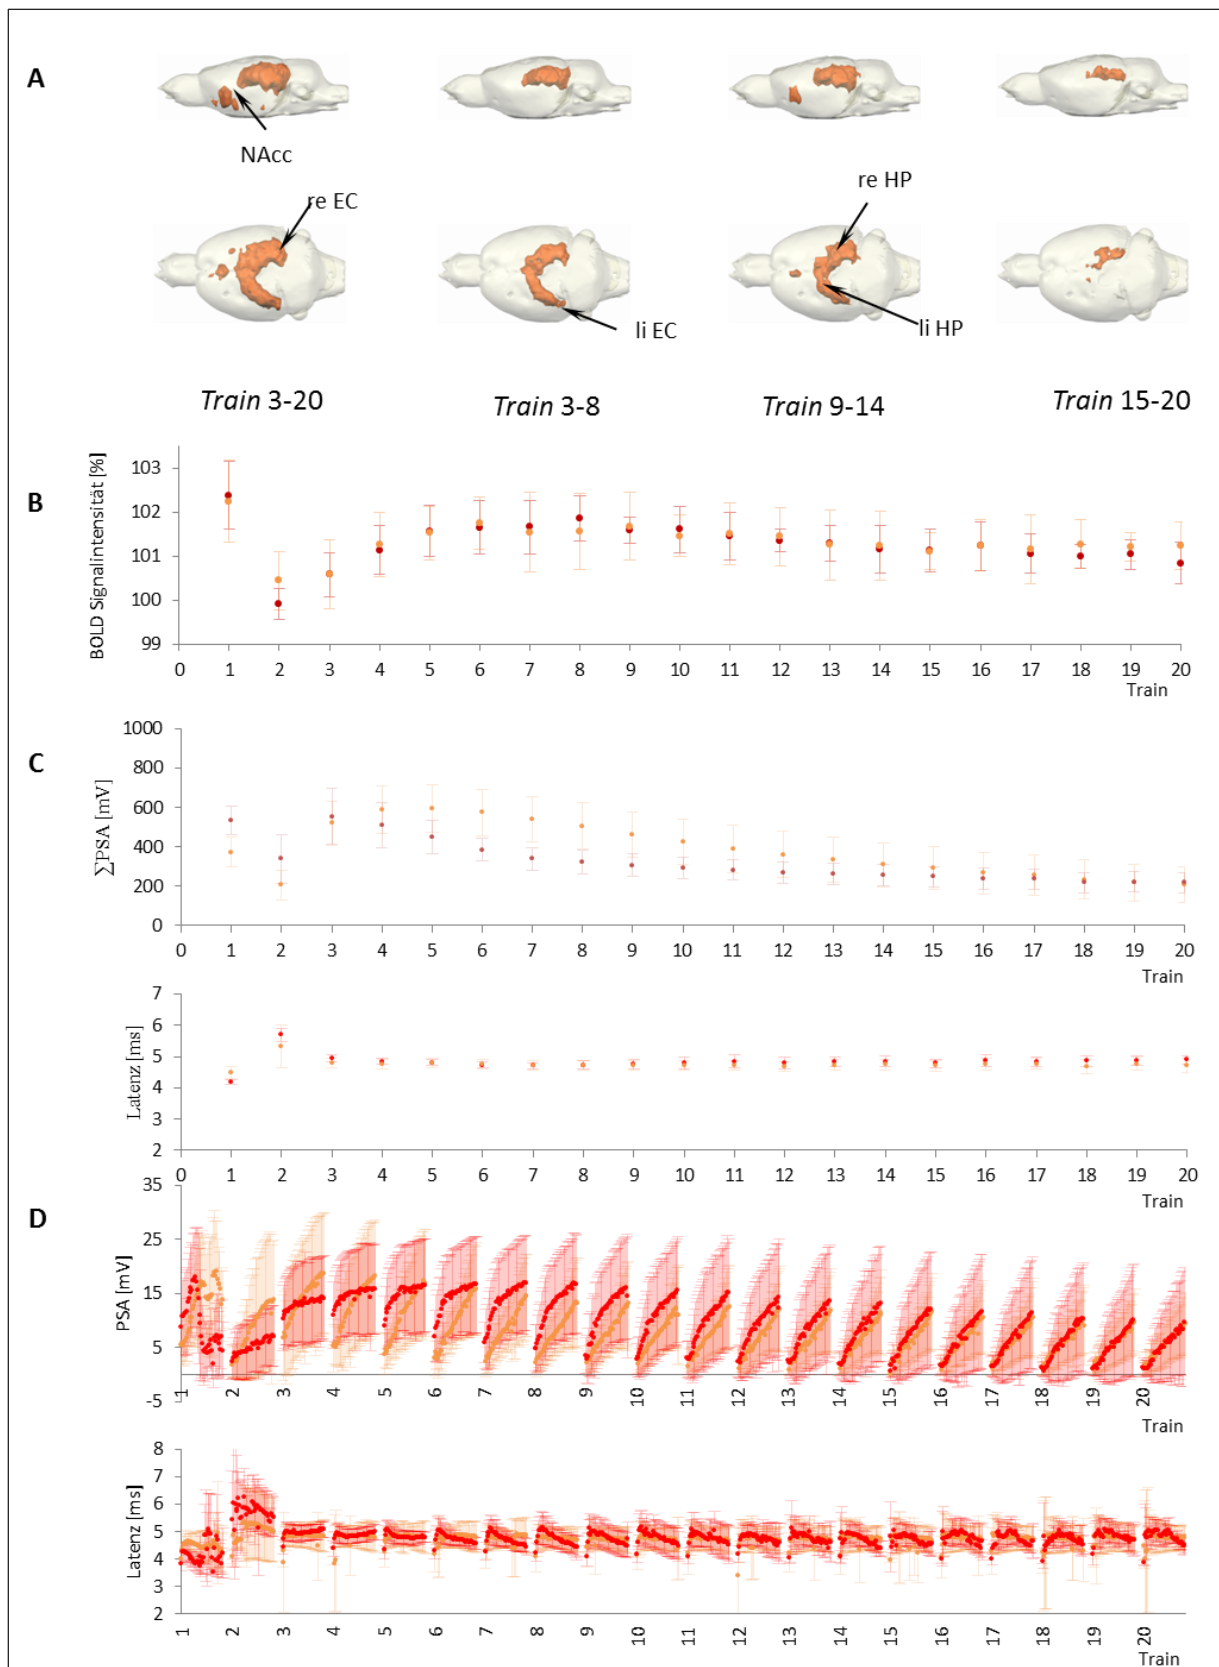 A
NAcc
re EC
re HP
li EC
li HP
Train 3-20
Train 3-8
Train 9-14
Train 15-20
B
BOLD Signalintensität [%]
103
102
101
100
99
0 1 2 3 4 5 6 7 8 9 10 11 12 13 14 15 16 17 18 19 20
Train
C
∑PSA [mV]
1000
800
600
400
200
0
0 1 2 3 4 5 6 7 8 9 10 11 12 13 14 15 16 17 18 19 20
Train
Latenz [ms]
7
6
5
4
3
2
0 1 2 3 4 5 6 7 8 9 10 11 12 13 14 15 16 17 18 19 20
Train
D
PSA [mV]
35
25
15
5
-5
1 2 3 4 5 6 7 8 9 10 11 12 13 14 15 16 17 18 19 20
Train
Latenz [ms]
8
7
6
5
4
3
2
1 2 3 4 5 6 7 8 9 10 11 12 13 14 15 16 17 18 19 20
Train